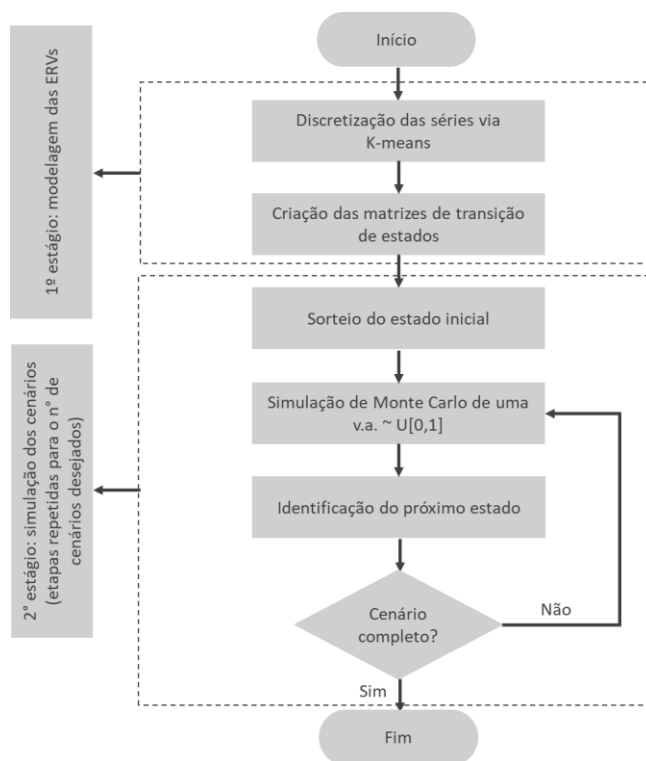 Início
1º estágio: modelagem das ERVs
Discretização das séries via
K-means
Criação das matrizes de transição
de estados
2° estágio: simulação dos cenários
(etapas repetidas para o n° de
cenários desejados)
Sorteio do estado inicial
Simulação de Monte Carlo de uma
v.a. ~ U[0,1]
Identificação do próximo estado
Cenário
completo?
Não
Sim
Fim